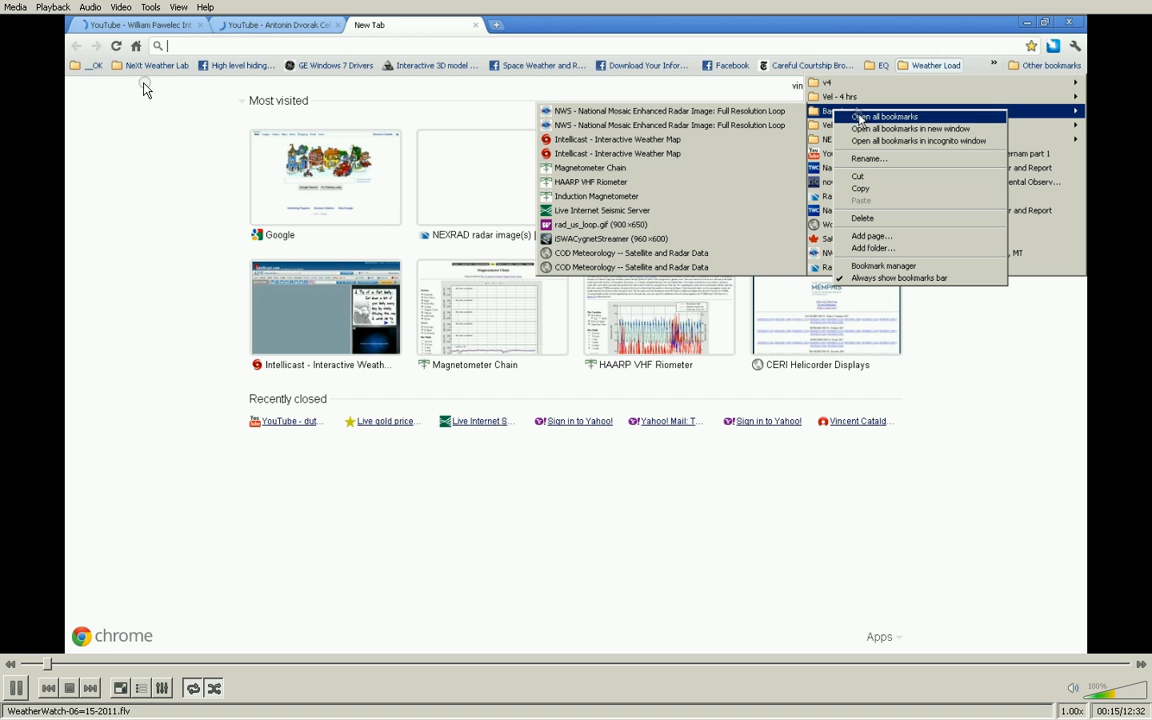 Media Playback Audio Video Tools View Help
YouTube - William Pawelec Int
YouTube - Antonin Dvorak Cel
New Tab
__OK
NeXt Weather Lab
High level hiding...
GE Windows 7 Drivers
Interactive 3D model ...
Space Weather and R...
Download Your Infor...
Facebook
Careful Courtship Bro...
EQ
Weather Load
»
Other bookmarks
v4
Vel - 4 hrs
Open all bookmarks
Open all bookmarks in new window
Open all bookmarks in incognito window
Rename...
Cut
Copy
Paste
Delete
Add page...
Add folder...
Bookmark manager
Always show bookmarks bar
ernam part 1
er and Report
ental Observ...
er and Report
, MT
NWS - National Mosaic Enhanced Radar Image: Full Resolution Loop
NWS - National Mosaic Enhanced Radar Image: Full Resolution Loop
Intellicast - Interactive Weather Map
Intellicast - Interactive Weather Map
Magnetometer Chain
HAARP VHF Riometer
Induction Magnetometer
Live Internet Seismic Server
rad_us_loop.gif (900×650)
iSWACygnetStreamer (960×600)
COD Meteorology -- Satellite and Radar Data
COD Meteorology -- Satellite and Radar Data
vin
Most visited
Google
NEXRAD radar image(s)
Intellicast - Interactive Weath...
Magnetometer Chain
HAARP VHF Riometer
MEMPHIS
CERI Helicorder Displays
Recently closed
YouTube - dut...
Live gold price...
Live Internet S...
Sign in to Yahoo!
Yahoo! Mail: T...
Sign in to Yahoo!
Vincent Catald...
chrome
Apps
100%
WeatherWatch-06=15-2011.flv
1.00x
00:15/12:32